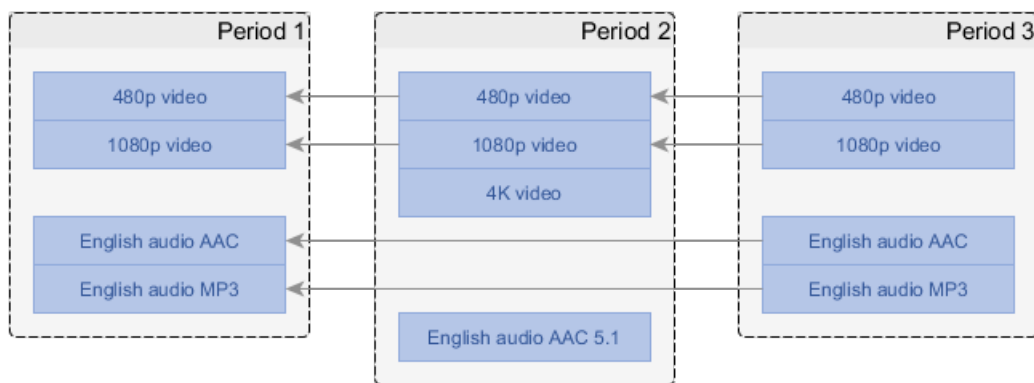 Period 1
480p video
1080p video
English audio AAC
English audio MP3
Period 2
480p video
1080p video
4K video
English audio AAC 5.1
Period 3
480p video
1080p video
English audio AAC
English audio MP3